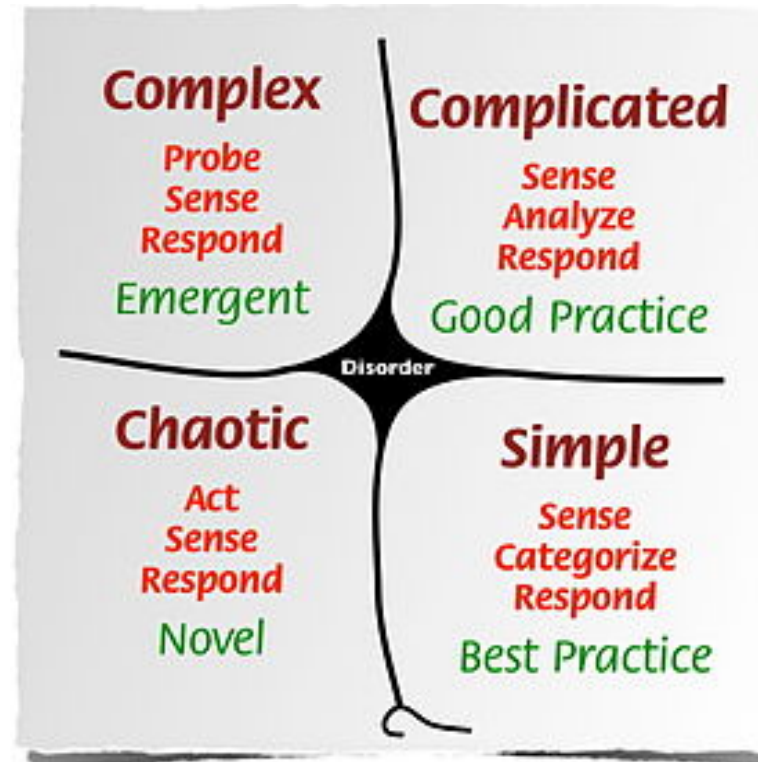 Complex
Probe
Sense
Respond
Emergent
Complicated
Sense
Analyze
Respond
Good Practice
Disorder
Chaotic
Act
Sense
Respond
Novel
Simple
Sense
Categorize
Respond
Best Practice